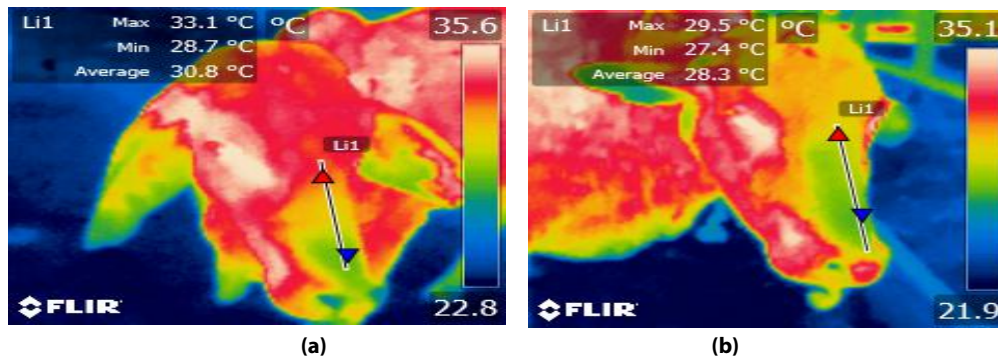 Li1 Max 33.1 °C °C 35.6
Min 28.7 °C
Average 30.8 °C
Li1
FLIR 22.8
(a)
Li1 Max 29.5 °C °C 35.1
Min 27.4 °C
Average 28.3 °C
Li1
FLIR 21.9
(b)